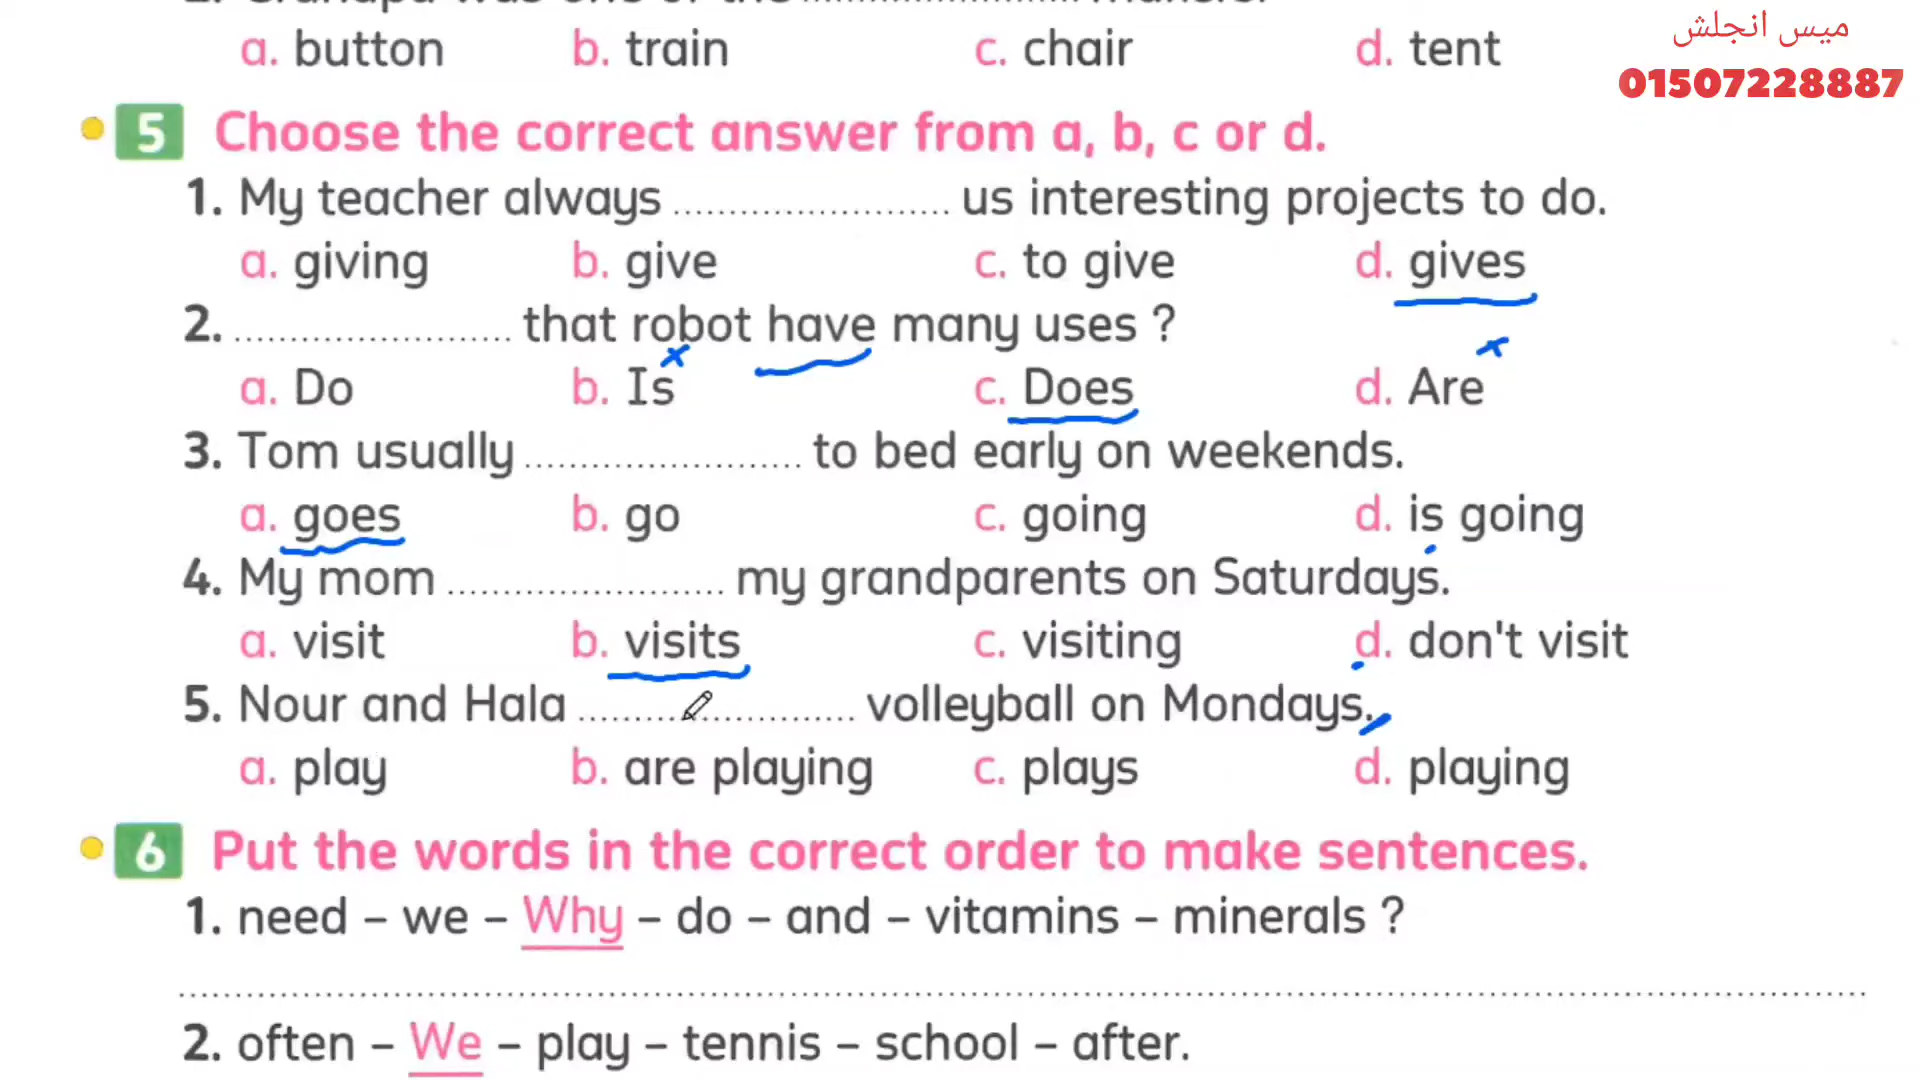 ميس انجلش
01507228887
a. button b. train c. chair d. tent
5 Choose the correct answer from a, b, c or d.
1. My teacher always ........................ us interesting projects to do.
a. giving b. give c. to give d. gives
2. ........................ that robot have many uses ?
a. Do b. Is c. Does d. Are
3. Tom usually ........................ to bed early on weekends.
a. goes b. go c. going d. is going
4. My mom ........................ my grandparents on Saturdays.
a. visit b. visits c. visiting d. don't visit
5. Nour and Hala ........................ volleyball on Mondays.
a. play b. are playing c. plays d. playing
6 Put the words in the correct order to make sentences.
1. need – we – Why – do – and – vitamins – minerals ?
2. often – We – play – tennis – school – after.